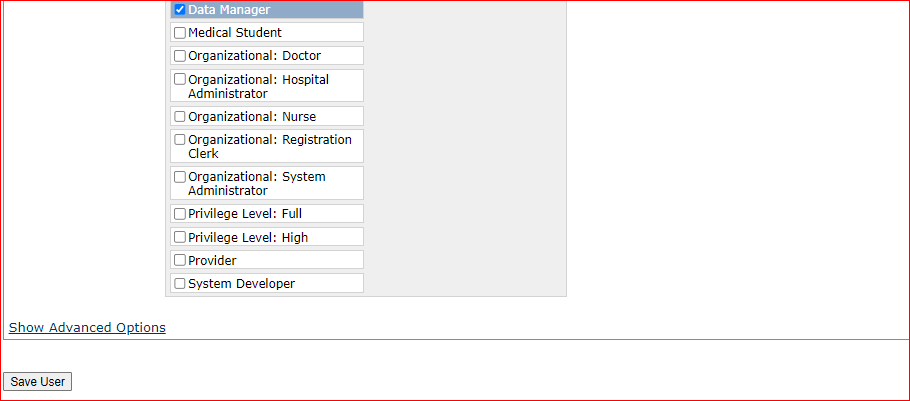 Data Manager
Medical Student
Organizational: Doctor
Organizational: Hospital
Administrator
Organizational: Nurse
Organizational: Registration
Clerk
Organizational: System
Administrator
Privilege Level: Full
Privilege Level: High
Provider
System Developer
Show Advanced Options
Save User